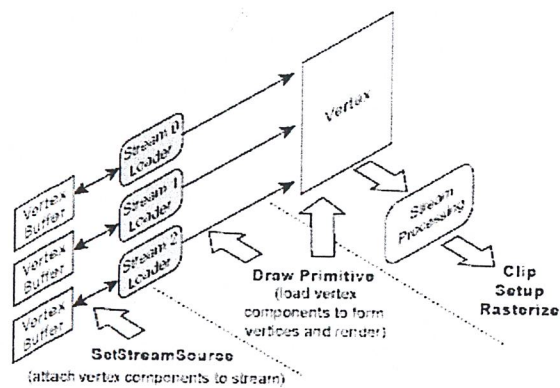 Vertex
Stream 0
Loader
Stream 1
Loader
Stream 2
Loader
Vertex
Buffer
Vertex
Buffer
Vertex
Buffer
Stream
Processing
Draw Primitive
(load vertex
components to form
vertices and render)
Clip
Setup
Rasterize
SetStreamSource
(attach vertex components to stream)